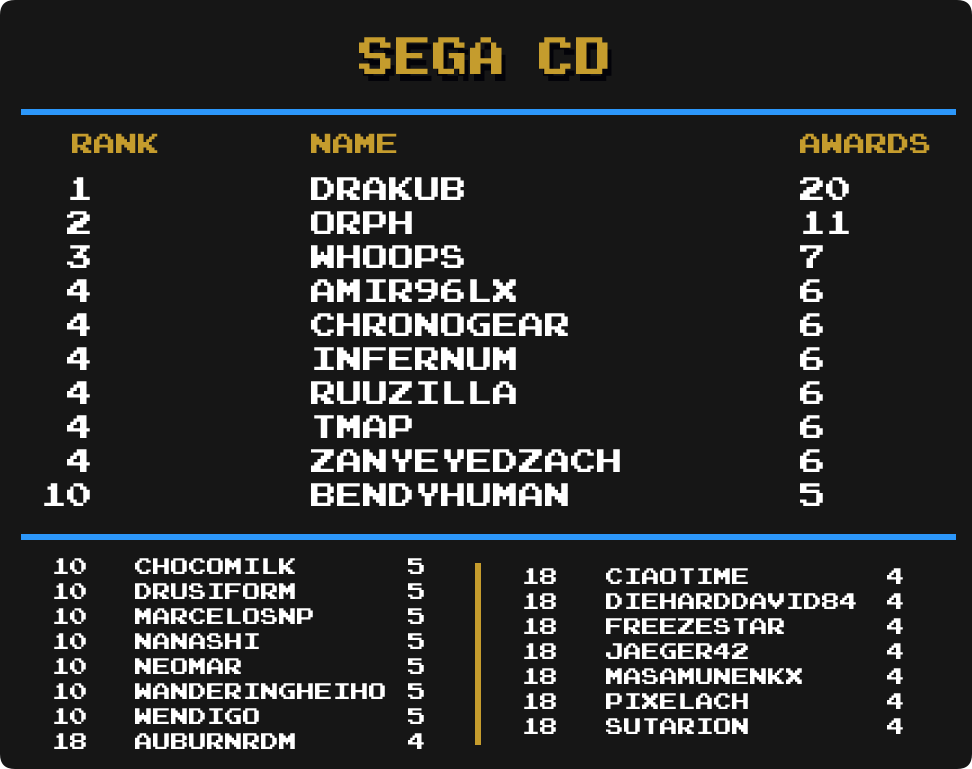 SEGA CD
RANK NAME AWARDS
1 DRAKUB 20
2 ORPH 11
3 WHOOPS 7
4 AMIR96LX 6
4 CHRONOGEAR 6
4 INFERNUM 6
4 RUUZILLA 6
4 TMAP 6
4 ZANYEYEDZACH 6
10 BENDYHUMAN 5
10 CHOCOMILK 5
10 DRUSIFORM 5
10 MARCELOSNP 5
10 NANASHI 5
10 NEOMAR 5
10 WANDERINGHEIHO 5
10 WENDIGO 5
18 AUBURNRDM 4
18 CIAOTIME 4
18 DIEHARDDAVID84 4
18 FREEZESTAR 4
18 JAEGER42 4
18 MASAMUNENKX 4
18 PIXELACH 4
18 SUTARION 4